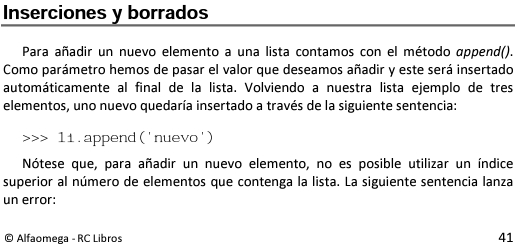 Inserciones y borrados
Para añadir un nuevo elemento a una lista contamos con el método append().
Como parámetro hemos de pasar el valor que deseamos añadir y este será insertado
automáticamente al final de la lista. Volviendo a nuestra lista ejemplo de tres
elementos, uno nuevo quedaría insertado a través de la siguiente sentencia:
>>> li.append('nuevo')
Nótese que, para añadir un nuevo elemento, no es posible utilizar un índice
superior al número de elementos que contenga la lista. La siguiente sentencia lanza
un error:
© Alfaomega - RC Libros 41